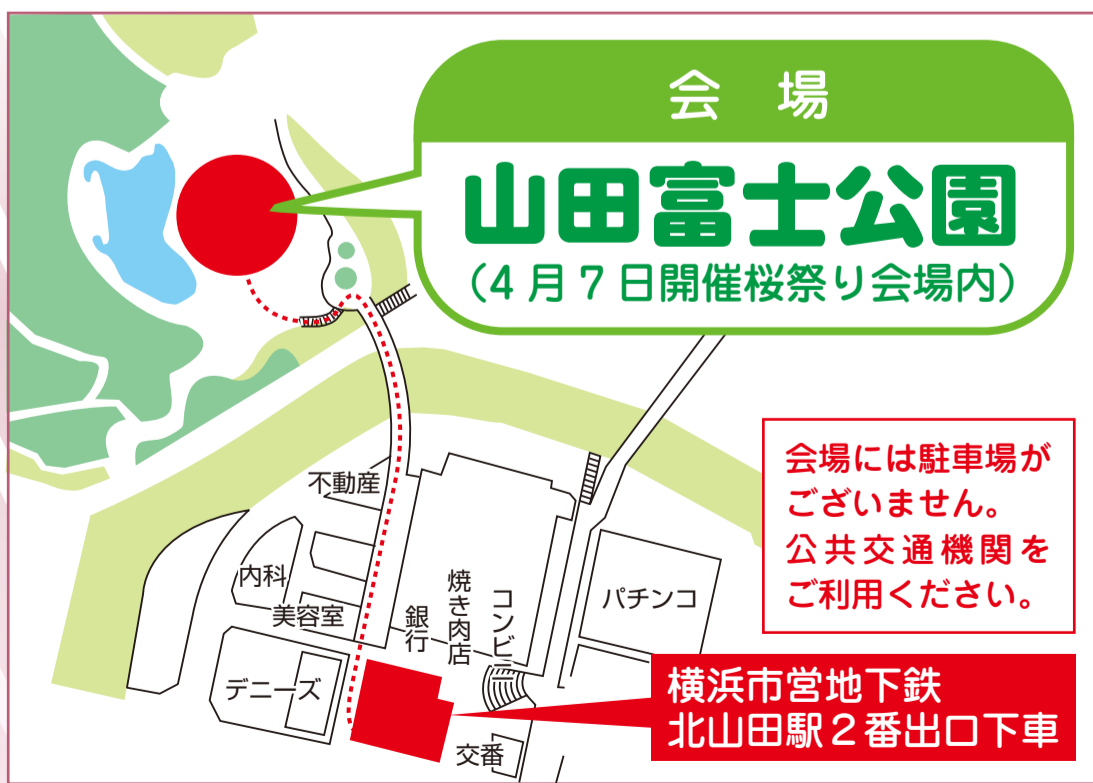 会 場
山田富士公園
(4月7日開催桜祭り会場内)
会場には駐車場が
ございません。
公共交通機関を
ご利用ください。
不動産
内科
美容室
銀行
焼き肉店
コンビニ
パチンコ
デニーズ
交番
横浜市営地下鉄
北山田駅2番出口下車